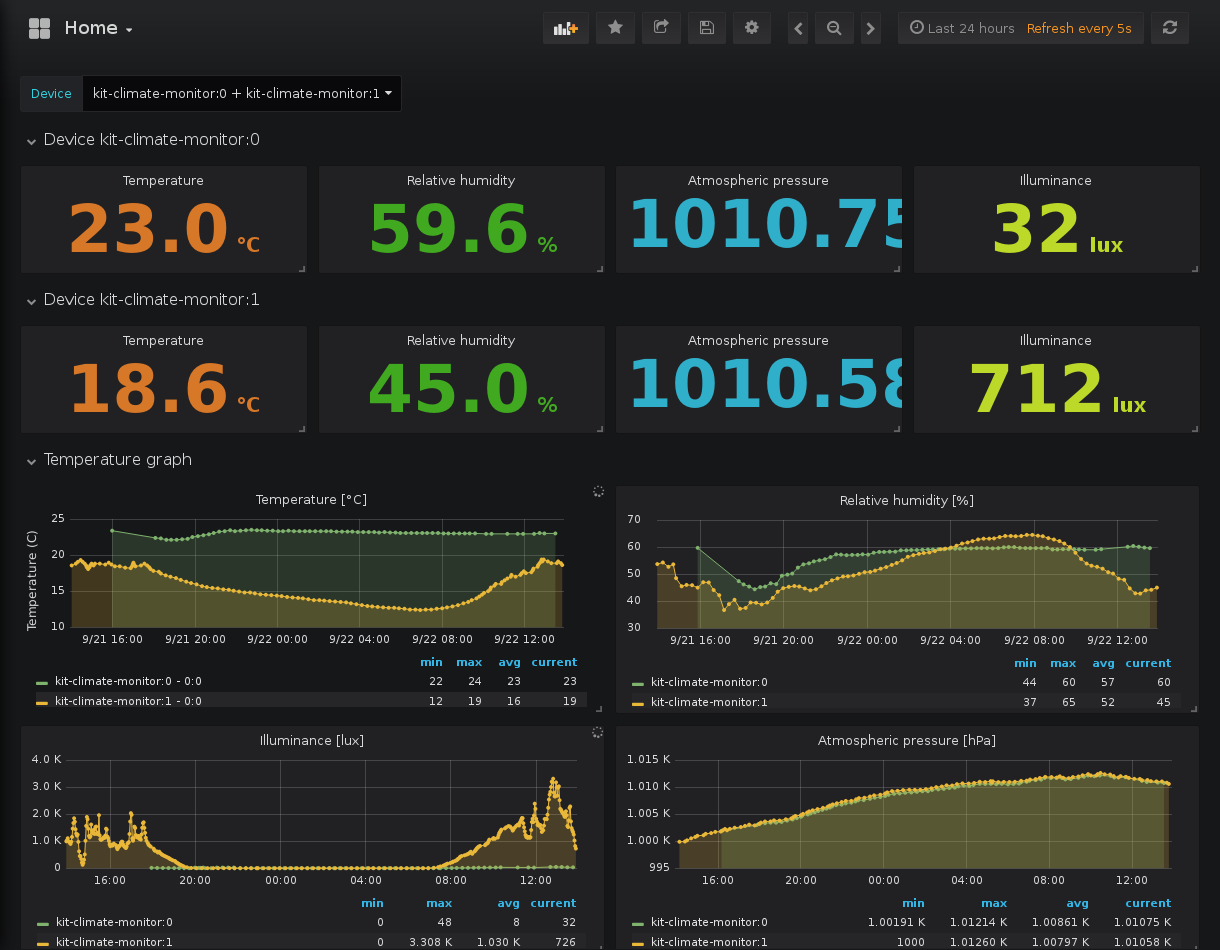 Home
Last 24 hours Refresh every 5s
Device kit-climate-monitor:0 + kit-climate-monitor:1
Device kit-climate-monitor:0
Temperature Relative humidity Atmospheric pressure Illuminance
23.0 °C 59.6 % 1010.75 32 lux
Device kit-climate-monitor:1
Temperature Relative humidity Atmospheric pressure Illuminance
18.6 °C 45.0 % 1010.58 712 lux
Temperature graph
Temperature [°C]
Temperature (C)
25
20
15
10
9/21 16:00 9/21 20:00 9/22 00:00 9/22 04:00 9/22 08:00 9/22 12:00
min max avg current
kit-climate-monitor:0 - 0:0 22 24 23 23
kit-climate-monitor:1 - 0:0 12 19 16 19
Relative humidity [%]
70
60
50
40
30
9/21 16:00 9/21 20:00 9/22 00:00 9/22 04:00 9/22 08:00 9/22 12:00
min max avg current
kit-climate-monitor:0 44 60 57 60
kit-climate-monitor:1 37 65 52 45
Illuminance [lux]
4.0 K
3.0 K
2.0 K
1.0 K
0
16:00 20:00 00:00 04:00 08:00 12:00
min max avg current
kit-climate-monitor:0 0 48 8 32
kit-climate-monitor:1 0 3.308 K 1.030 K 726
Atmospheric pressure [hPa]
1.015 K
1.010 K
1.005 K
1.000 K
995
16:00 20:00 00:00 04:00 08:00 12:00
min max avg current
kit-climate-monitor:0 1.00191 K 1.01214 K 1.00861 K 1.01075 K
kit-climate-monitor:1 1000 1.01260 K 1.00797 K 1.01058 K